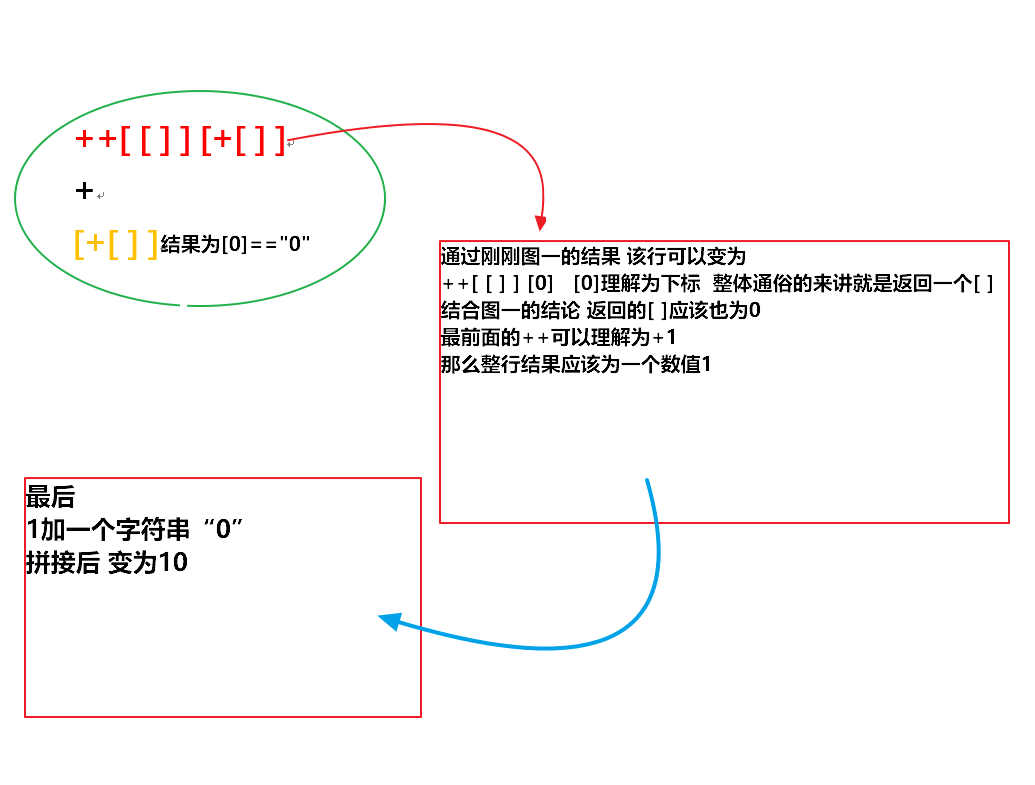 ++[[]][+[]]↵
+↵
[+[]]结果为[0]=="0"
通过刚刚图一的结果 该行可以变为
++[[]][0] [0]理解为下标 整体通俗的来讲就是返回一个[]
结合图一的结论 返回的[]应该也为0
最前面的++可以理解为+1
那么整行结果应该为一个数值1
最后
1加一个字符串“0”
拼接后 变为10